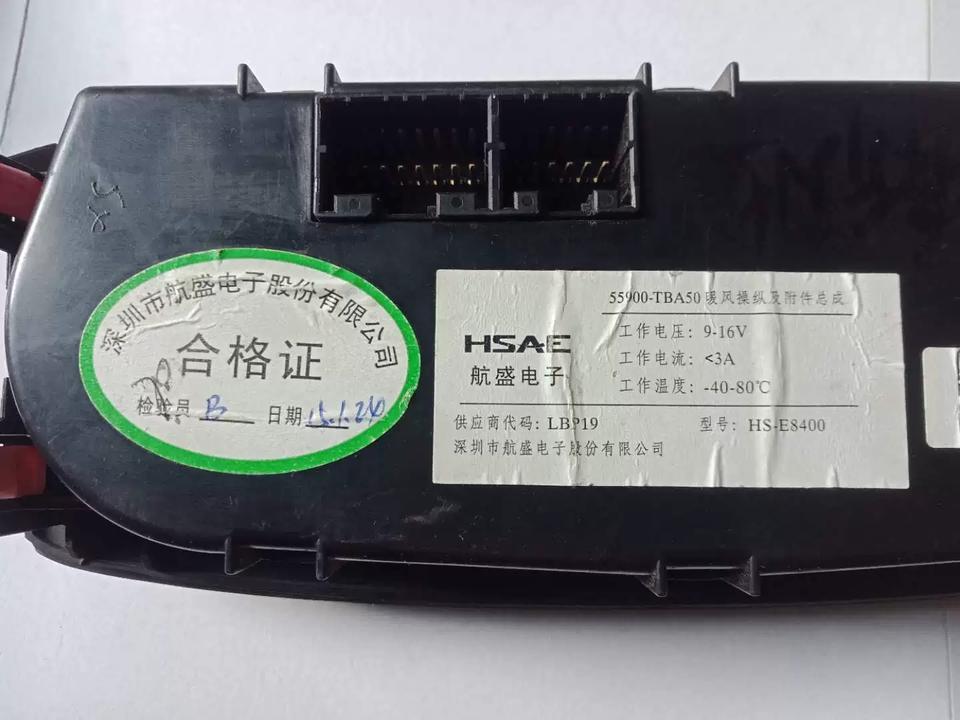 深圳市航盛电子股份有限公司
合格证
检验员 B 日期 15.1.24
55900-TBA50 暖风操纵及附件总成
HSAE
航盛电子
工作电压: 9-16V
工作电流: <3A
工作温度: -40-80℃
供应商代码: LBP19 型号: HS-E8400
深圳市航盛电子股份有限公司